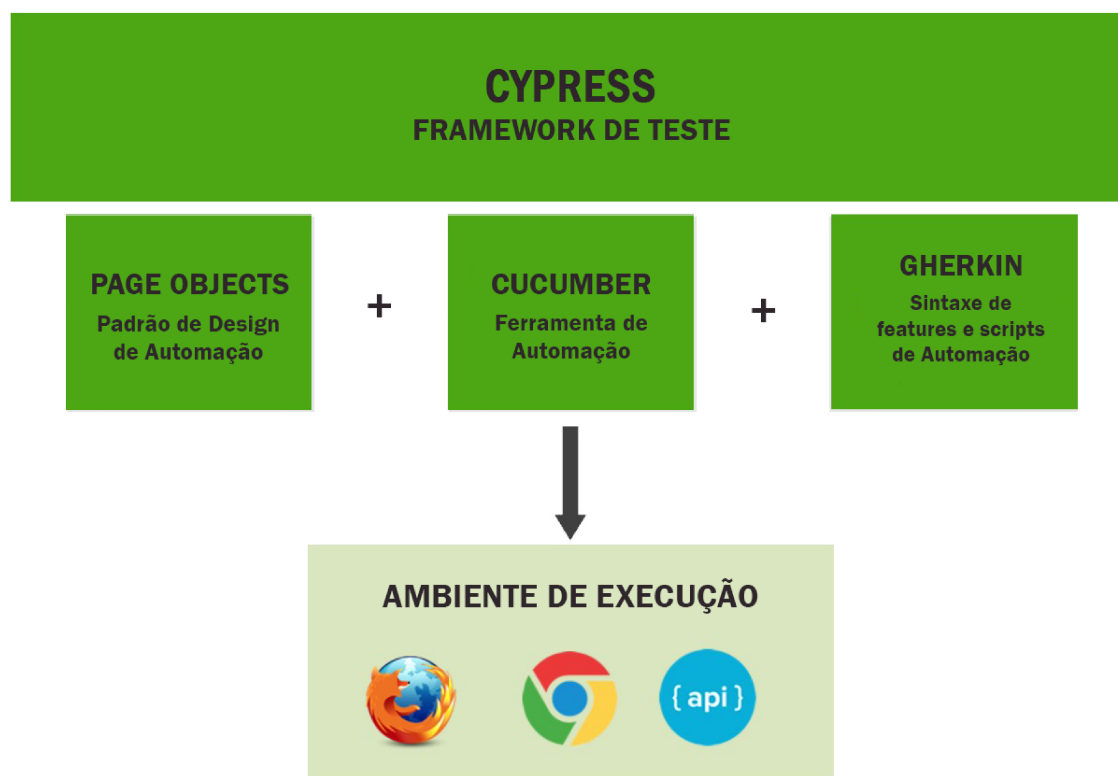 CYPRESS
FRAMEWORK DE TESTE
PAGE OBJECTS
Padrão de Design
de Automação
+
CUCUMBER
Ferramenta de
Automação
+
GHERKIN
Sintaxe de
features e scripts
de Automação
AMBIENTE DE EXECUÇÃO
{ api }